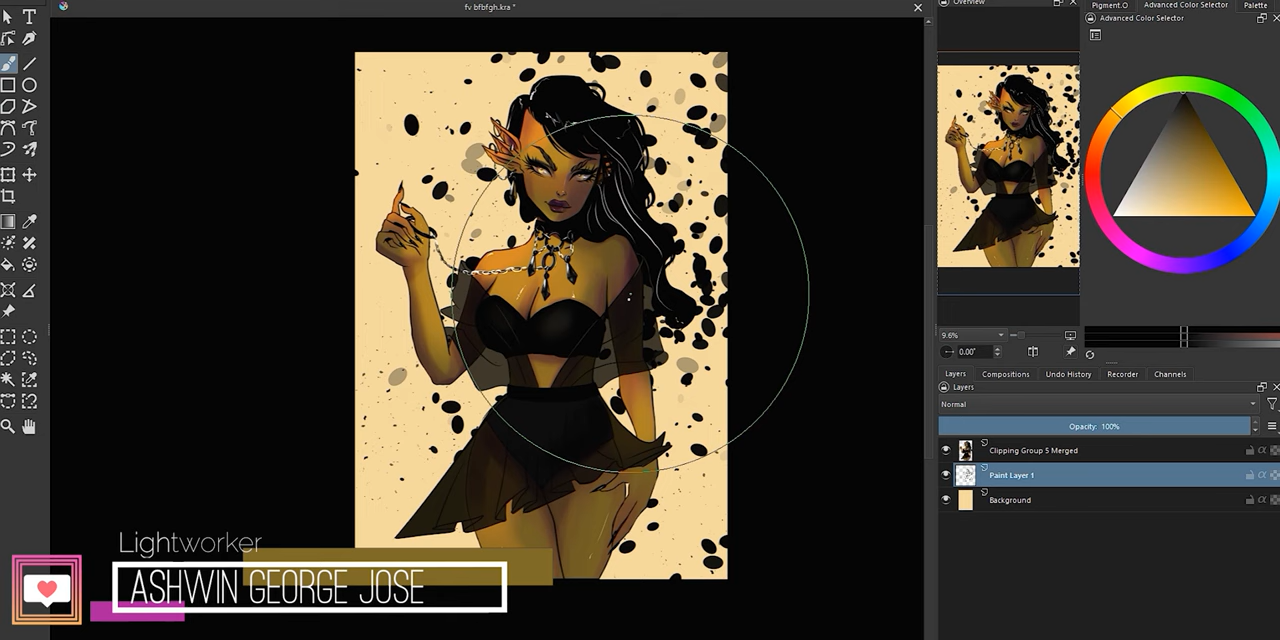 fv bfbfgh.kra *
Overview
Pigment.O
Advanced Color Selector
Palette
Advanced Color Selector
9.6%
0.00°
Layers
Compositions
Undo History
Recorder
Channels
Layers
Normal
Opacity: 100%
Clipping Group 5 Merged
Paint Layer 1
Background
Lightworker
ASHWIN GEORGE JOSE